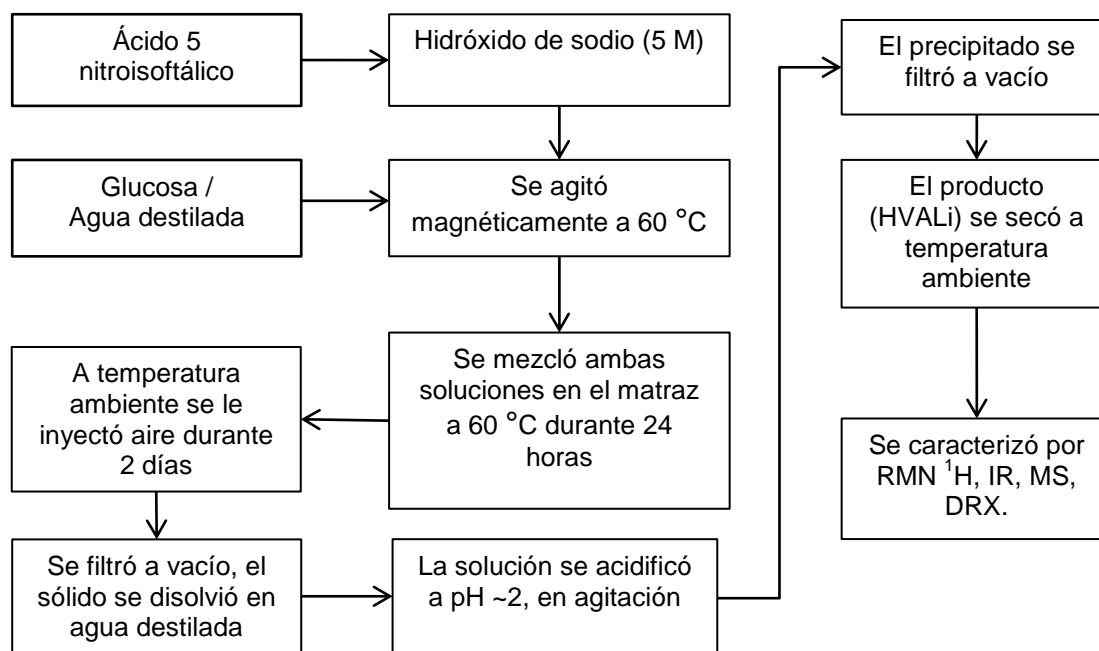 Ácido 5
nitroisoftálico
Hidróxido de sodio (5 M)
Glucosa /
Agua destilada
Se agitó
magnéticamente a 60 °C
Se mezcló ambas
soluciones en el matraz
a 60 °C durante 24
horas
A temperatura
ambiente se le
inyectó aire durante
2 días
Se filtró a vacío, el
sólido se disolvió en
agua destilada
La solución se acidificó
a pH ~2, en agitación
El precipitado se
filtró a vacío
El producto
(HVALi) se secó a
temperatura
ambiente
Se caracterizó por
RMN ¹H, IR, MS,
DRX.